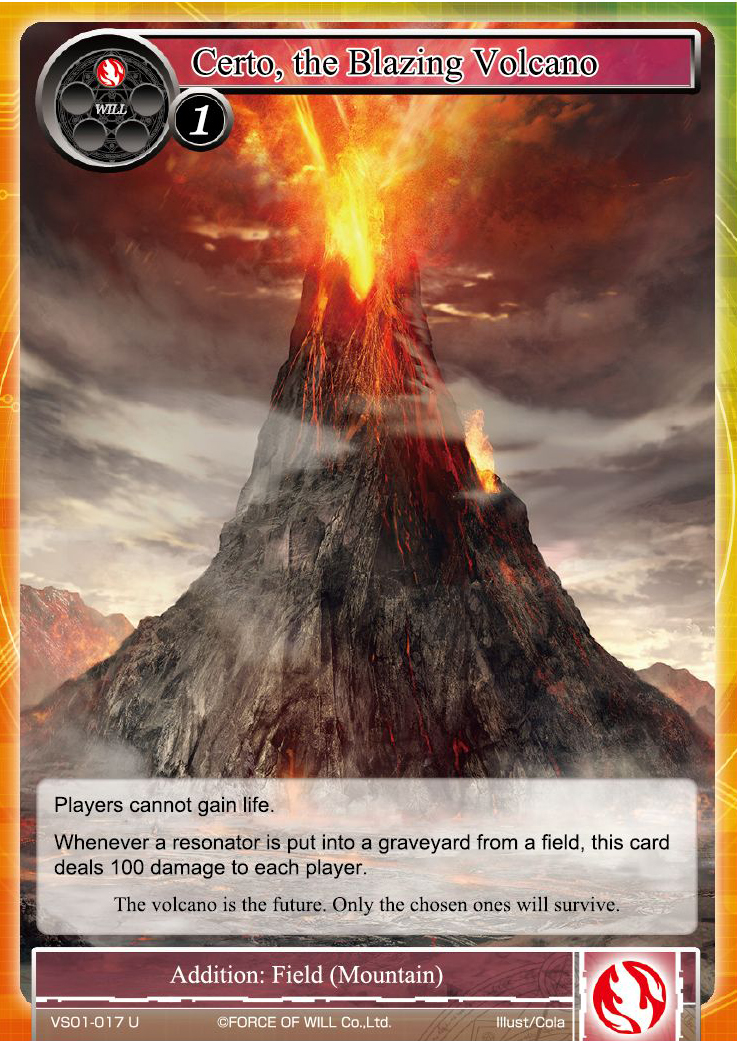 Certo, the Blazing Volcano
WILL
1
Players cannot gain life.
Whenever a resonator is put into a graveyard from a field, this card
deals 100 damage to each player.
The volcano is the future. Only the chosen ones will survive.
Addition: Field (Mountain)
VS01-017 U ©FORCE OF WILL Co.,Ltd. Illust/Cola